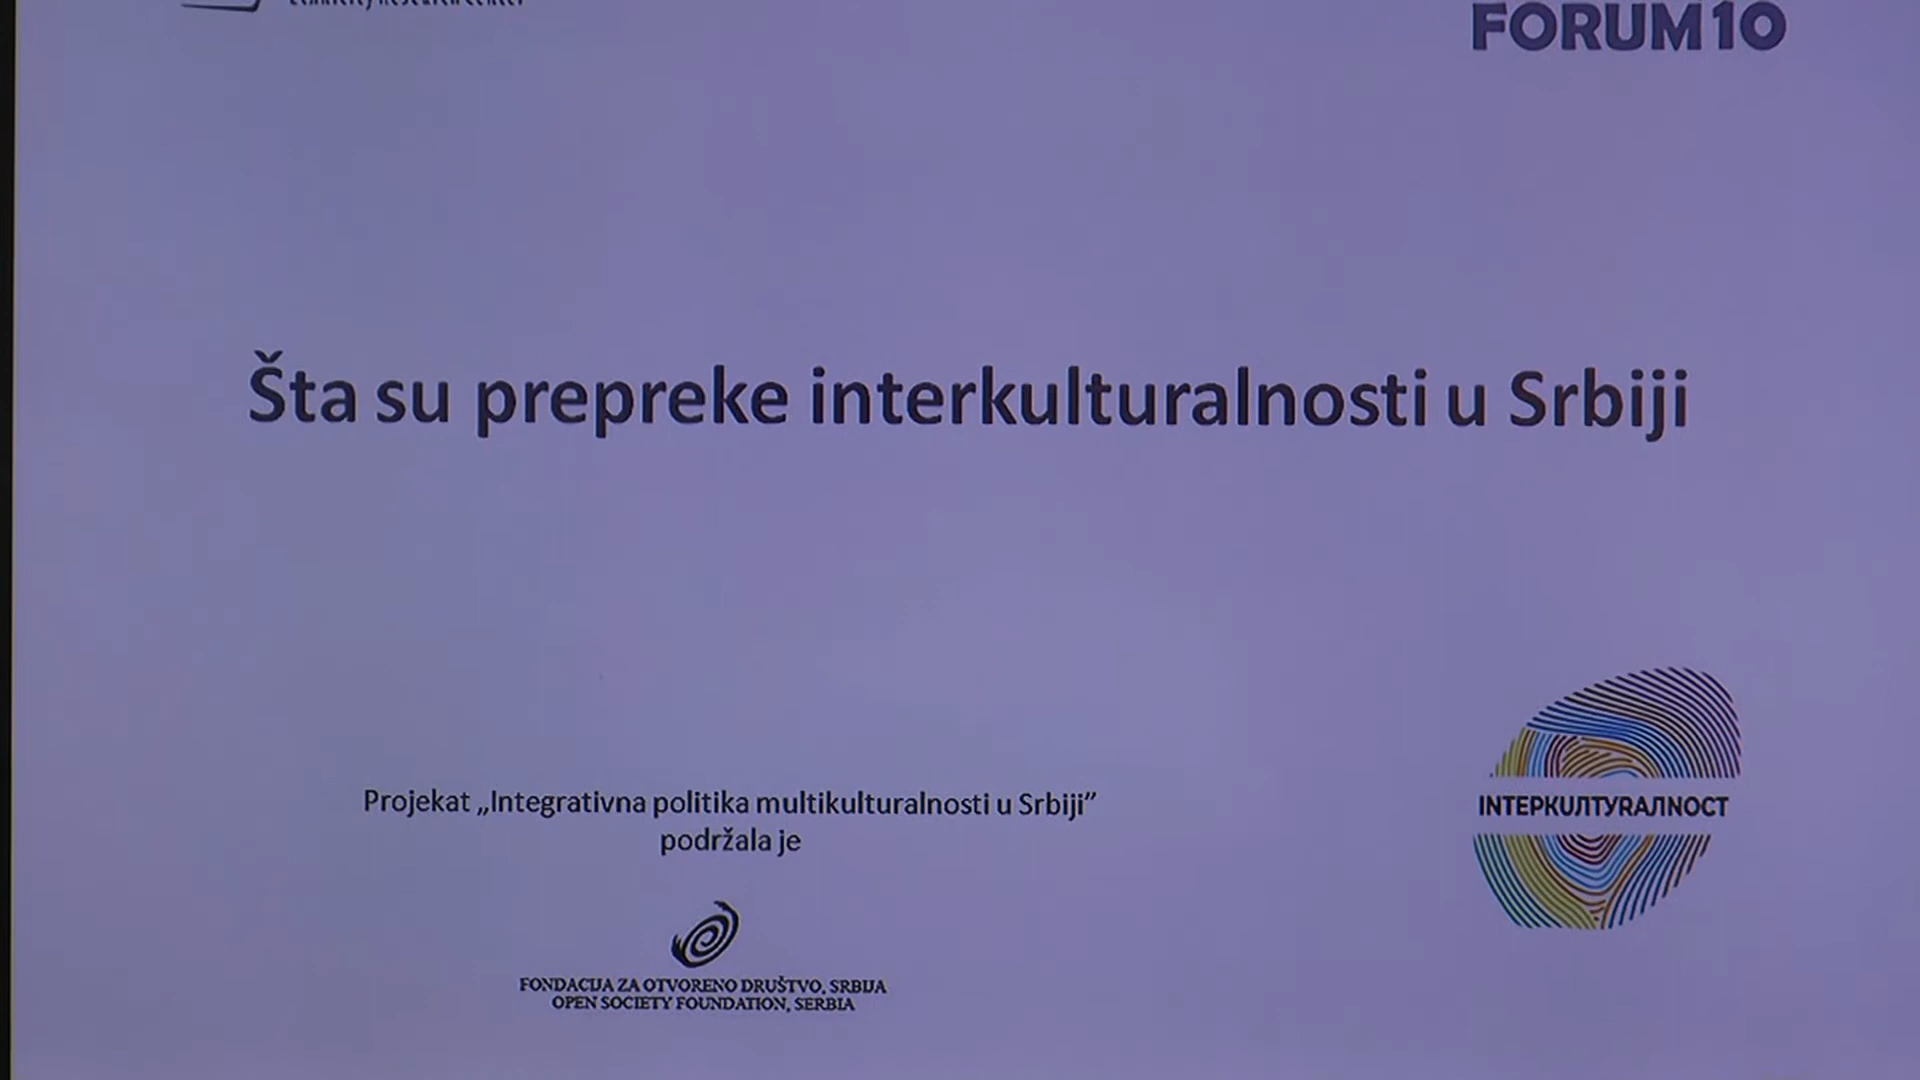 FORUM10
Šta su prepreke interkulturalnosti u Srbiji
Projekat „Integrativna politika multikulturalnosti u Srbiji”
podržala je
INTEPKUЛTYRAЛNOCT
FONDACIJA ZA OTVORENO DRUŠTVO, SRBIJA
OPEN SOCIETY FOUNDATION, SERBIA